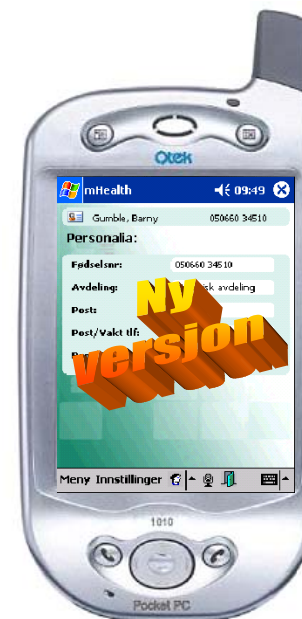 Qtek
mHealth 09:49
Gumble, Barny 050660 34510
Personalia:
Fødselsnr: 050660 34510
Avdeling: isk avdeling
Post:
Post/Vakt tlf:
Ny
versjon
Meny Innstillinger
1010
Pocket PC